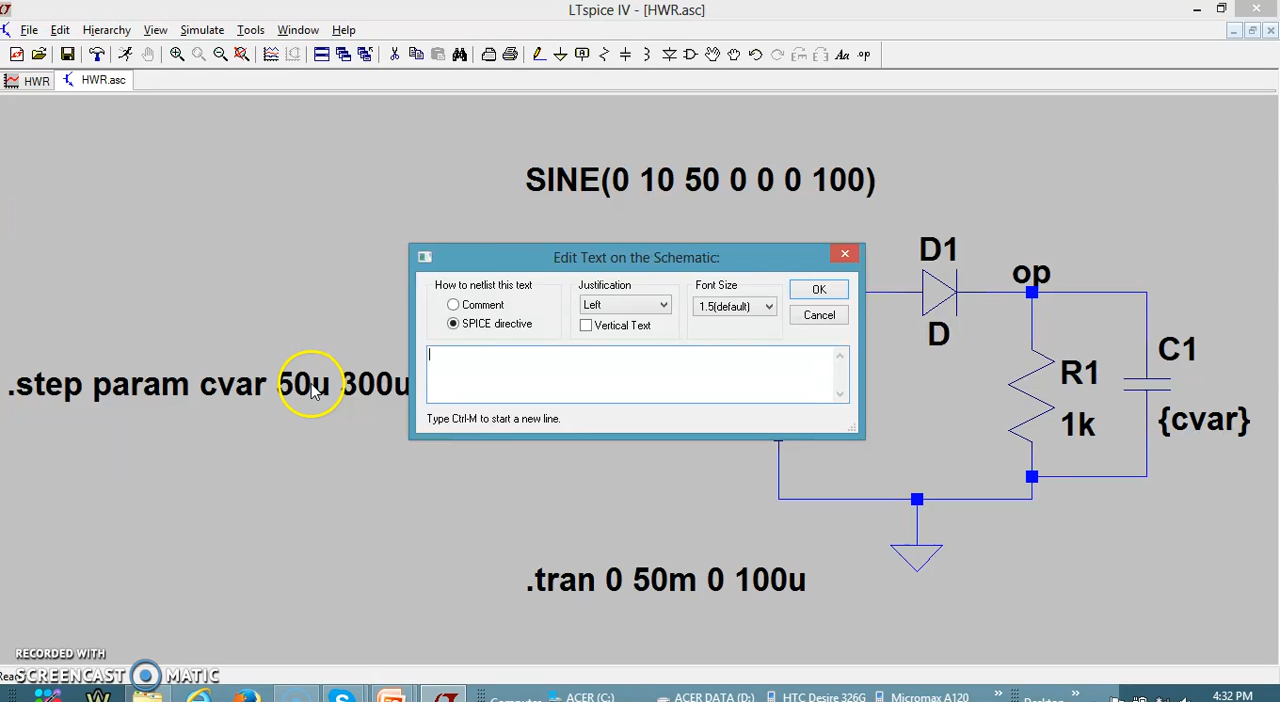 LTspice IV - [HWR.asc]
File Edit Hierarchy View Simulate Tools Window Help
.op
HWR
HWR.asc
SINE(0 10 50 0 0 0 100)
Edit Text on the Schematic:
How to netlist this text
Comment
SPICE directive
Justification
Left
Vertical Text
Font Size
1.5(default)
OK
Cancel
Type Ctrl-M to start a new line.
.step param cvar 50u 300u
D1
D
op
R1
1k
C1
{cvar}
.tran 0 50m 0 100u
RECORDED WITH
SCREENCAST MATIC
ACER (C:)
ACER DATA (D:)
HTC Desire 326G
Micromax A120
4:32 PM